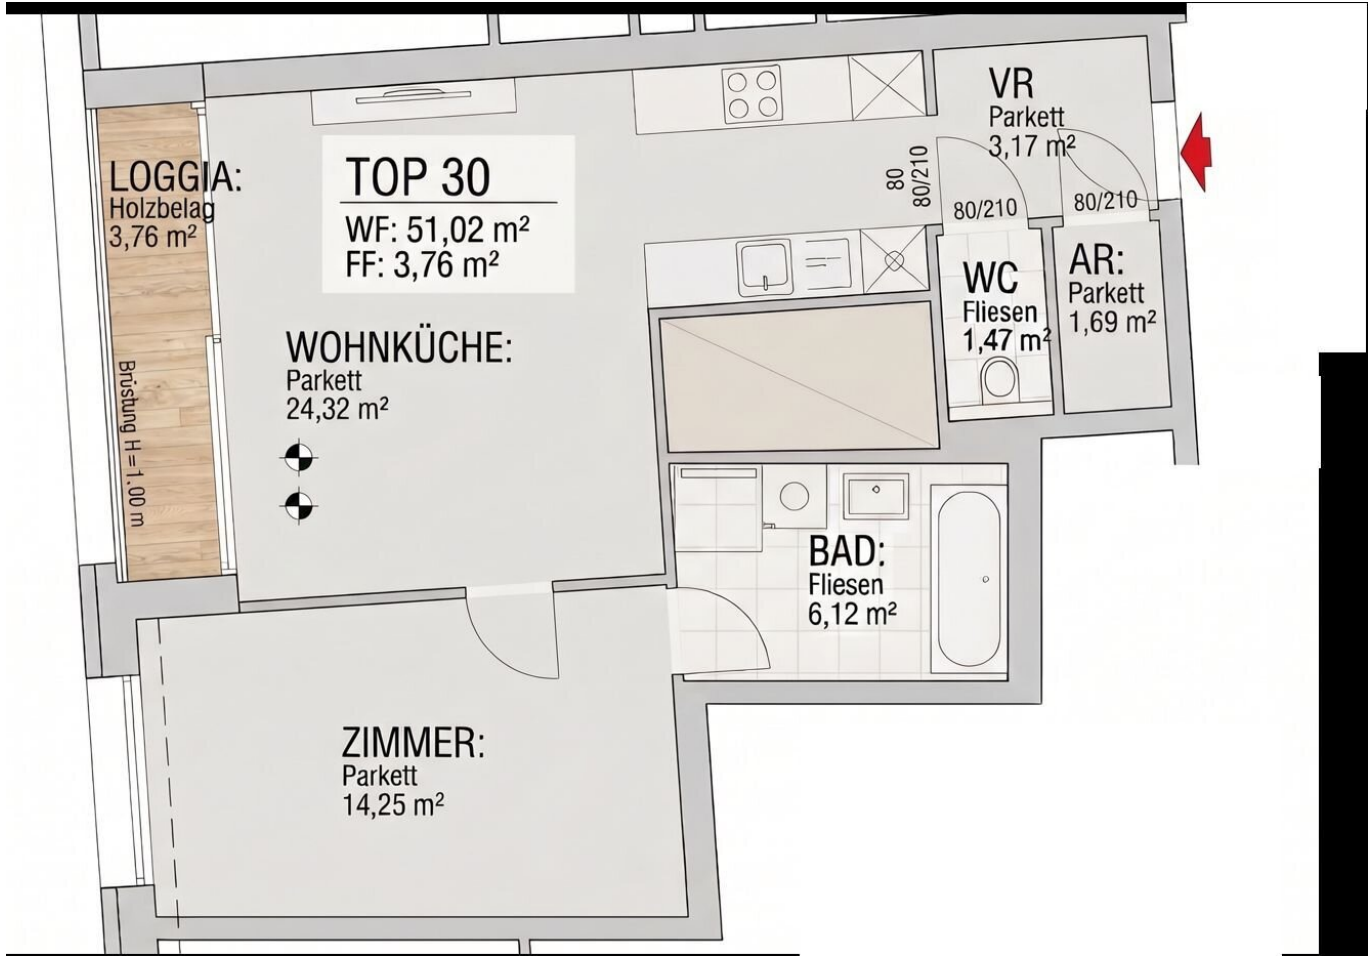 VR
Parkett
3,17 m²
LOGGIA:
Holzbelag
3,76 m²
TOP 30
WF: 51,02 m²
FF: 3,76 m²
80
80/210
80/210
80/210
WC
Fliesen
1,47 m²
AR:
Parkett
1,69 m²
WOHNKÜCHE:
Parkett
24,32 m²
Brüstung H = 1.00 m
BAD:
Fliesen
6,12 m²
ZIMMER:
Parkett
14,25 m²